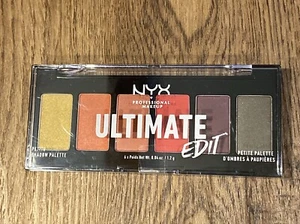 NYX
PROFESSIONAL MAKEUP
ULTIMATE
EDIT
PETITE
SHADOW PALETTE
6 x Poids Net Wt. 0.04 oz / 1.2 g
PETITE PALETTE
D'OMBRES À PAUPIÈRES